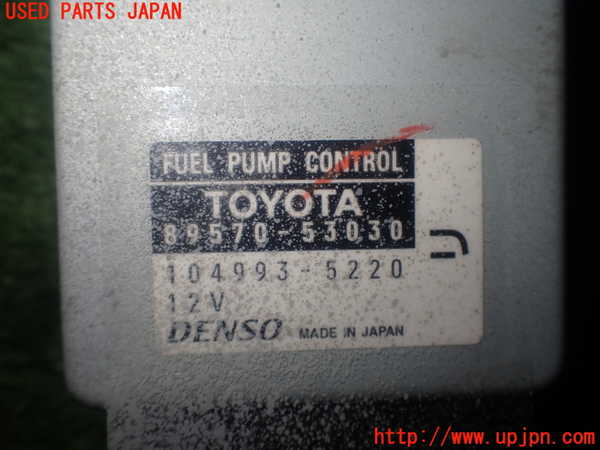 USED PARTS JAPAN
FUEL PUMP CONTROL
TOYOTA
89570-53030
104993-5220
12V
DENSO MADE IN JAPAN
http://www.upjpn.com/